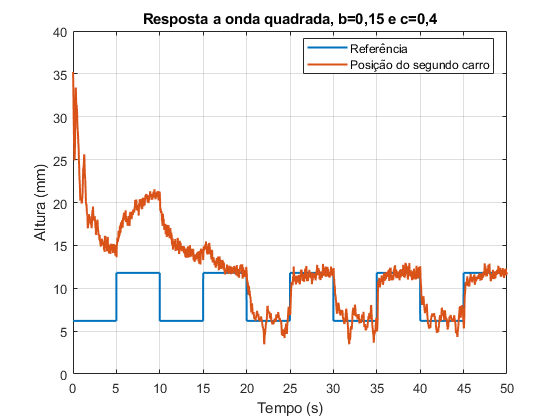 Resposta a onda quadrada, b=0,15 e c=0,4
Referência
Posição do segundo carro
Altura (mm)
40
35
30
25
20
15
10
5
0
0 5 10 15 20 25 30 35 40 45 50
Tempo (s)